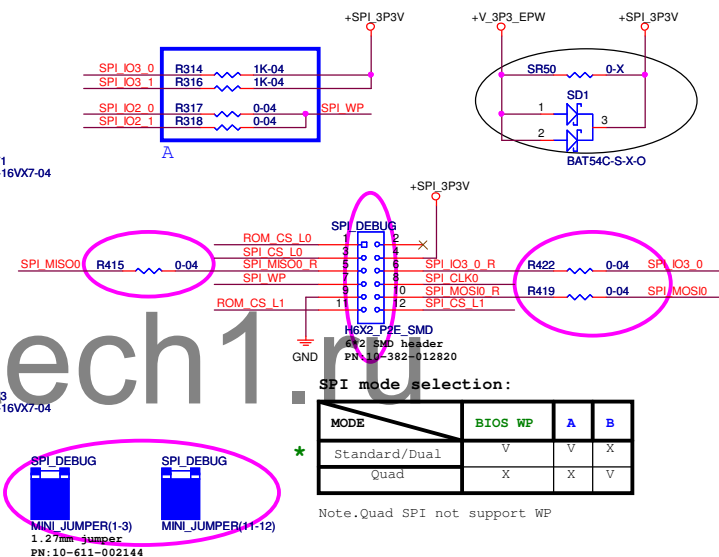 +SPI_3P3V
+V_3P3_EPW
+SPI_3P3V
SPI_IO3_0 R314 1K-04
SPI_IO3_1 R316 1K-04
SPI_IO2_0 R317 0-04 SPI_WP
SPI_IO2_1 R318 0-04
A
SR50 0-X
SD1
1
2
3
BAT54C-S-X-O
-16VX7-04
+SPI_3P3V
SPI_DEBUG
ROM_CS_L0 1 2
SPI_CS_L0 3 4
SPI_MISO0 R415 0-04 SPI_MISO0_R 5 6 SPI_IO3_0_R R422 0-04 SPI_IO3_0
SPI_WP 7 8 SPI_CLK0
9 10 SPI_MOSI0_R R419 0-04 SPI_MOSI0
ROM_CS_L1 11 12 SPI_CS_L1
GND
H6X2_P2E_SMD
6*2 SMD header
PN:10-382-012820
ech1.ru
3
-16VX7-04
SPI mode selection:
MODE BIOS WP A B
* Standard/Dual V V X
Quad X X V
Note.Quad SPI not support WP
SPI_DEBUG SPI_DEBUG
MINI_JUMPER(1-3) MINI_JUMPER(11-12)
1.27mm jumper
PN:10-611-002144